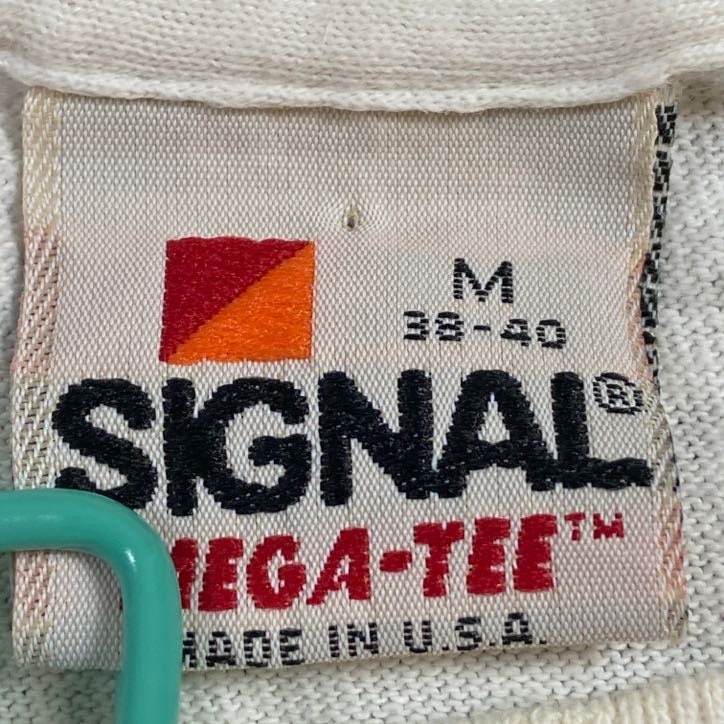 M
38-40
SIGNAL®
MEGA-TEE™
MADE IN U.S.A.